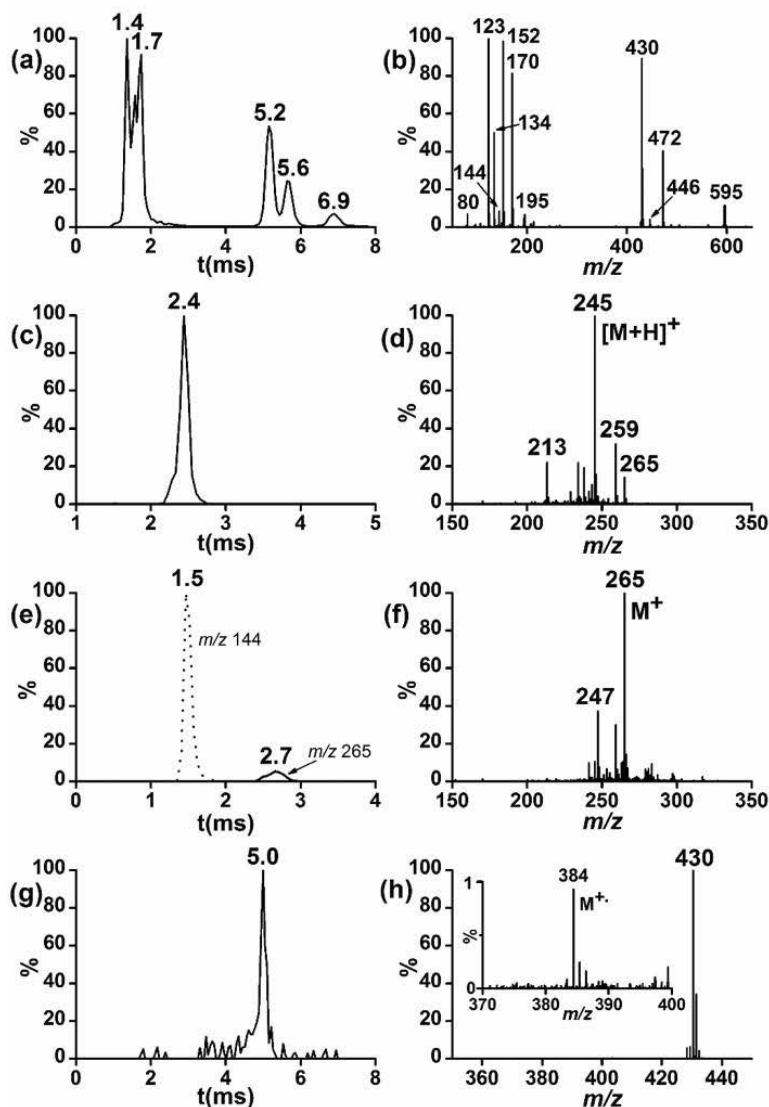 (a)
1.4
1.7
5.2
5.6
6.9
100
80
60
40
20
0
%
0 2 4 6 8
t(ms)
(b)
123
152
170
430
134
472
144
446
80
195
595
100
80
60
40
20
0
%
200 400 600
m/z
(c)
2.4
100
80
60
40
20
0
%
1 2 3 4 5
t(ms)
(d)
245
[M+H]+
259
213
265
100
80
60
40
20
0
%
150 200 250 300 350
m/z
(e)
1.5
m/z 144
2.7
m/z 265
100
80
60
40
20
0
%
0 1 2 3 4
t(ms)
(f)
265
M+
247
100
80
60
40
20
0
%
150 200 250 300 350
m/z
(g)
5.0
100
80
60
40
20
0
%
0 2 4 6 8
t(ms)
(h)
430
384
M+.
1
%
0
370 380 390 400
m/z
100
80
60
40
20
0
%
360 390 420 440
m/z